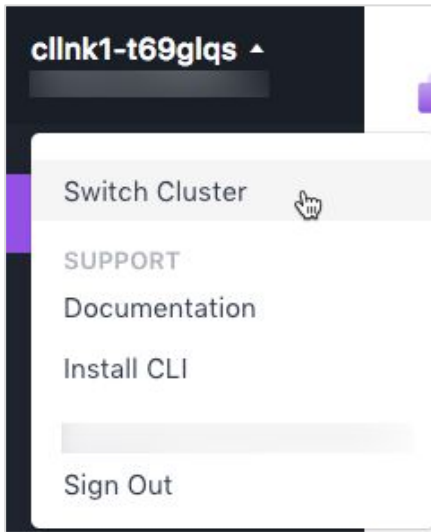 cllnk1-t69glqs
Switch Cluster
SUPPORT
Documentation
Install CLI
Sign Out